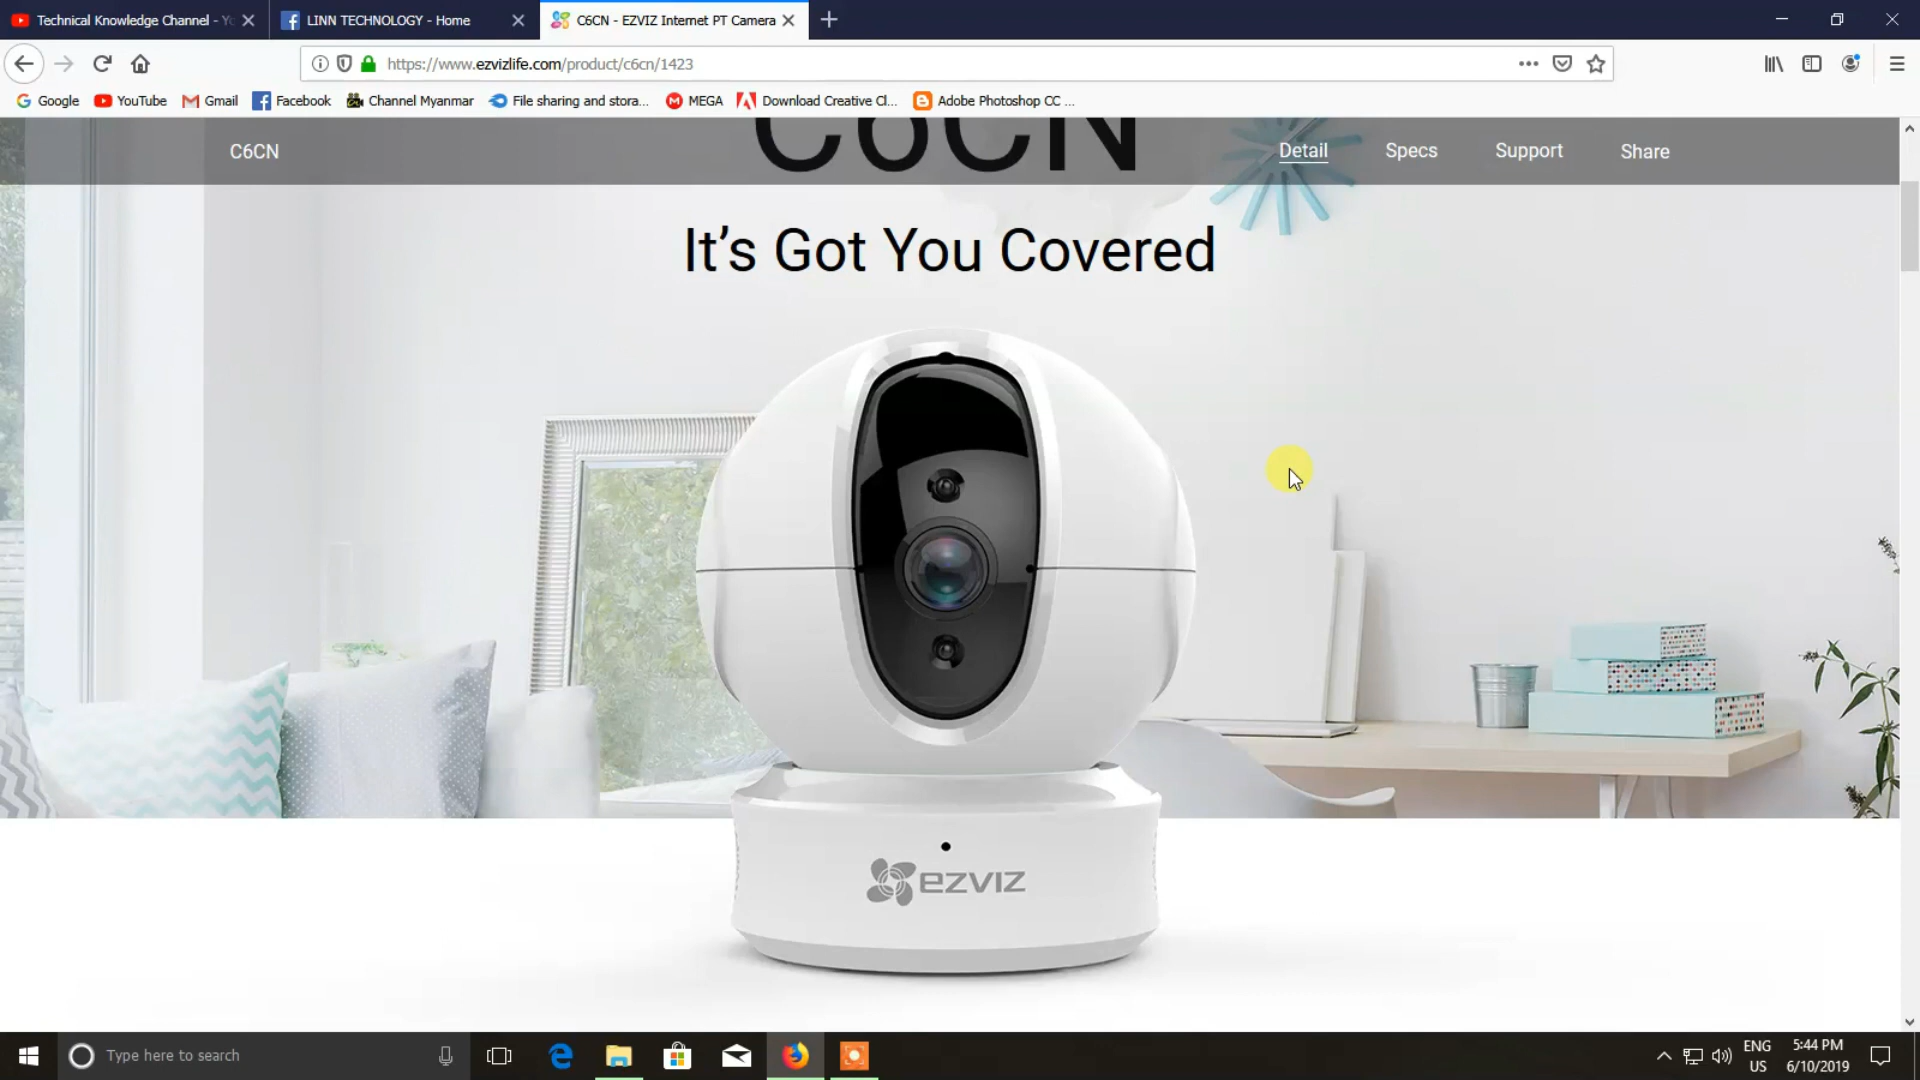 Technical Knowledge Channel - Yo
LINN TECHNOLOGY - Home
C6CN - EZVIZ Internet PT Camera
https://www.ezvizlife.com/product/c6cn/1423
Google
YouTube
Gmail
Facebook
Channel Myanmar
File sharing and stora...
MEGA
Download Creative Cl...
Adobe Photoshop CC ...
C6CN
C6CN
Detail
Specs
Support
Share
It's Got You Covered
ezviz
Type here to search
ENG
US
5:44 PM
6/10/2019